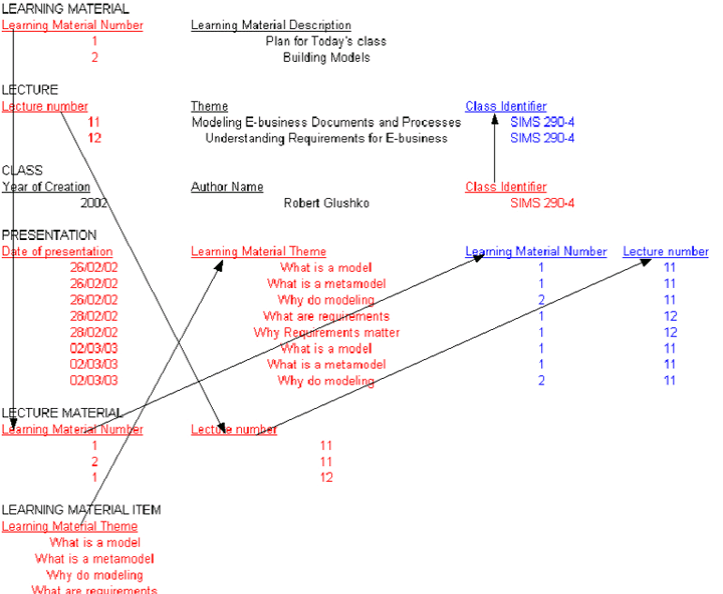 LEARNING MATERIAL
Learning Material Number Learning Material Description
1 Plan for Today's class
2 Building Models
LECTURE
Lecture number Theme Class Identifier
11 Modeling E-business Documents and Processes SIMS 290-4
12 Understanding Requirements for E-business SIMS 290-4
CLASS
Year of Creation Author Name Class Identifier
2002 Robert Glushko SIMS 290-4
PRESENTATION
Date of presentation Learning Material Theme Learning Material Number Lecture number
26/02/02 What is a model 1 11
26/02/02 What is a metamodel 1 11
26/02/02 Why do modeling 2 11
28/02/02 What are requirements 1 12
28/02/02 Why Requirements matter 1 12
02/03/03 What is a model 1 11
02/03/03 What is a metamodel 1 11
02/03/03 Why do modeling 2 11
LECTURE MATERIAL
Learning Material Number Lecture number
1 11
2 11
1 12
LEARNING MATERIAL ITEM
Learning Material Theme
What is a model
What is a metamodel
Why do modeling
What are requirements